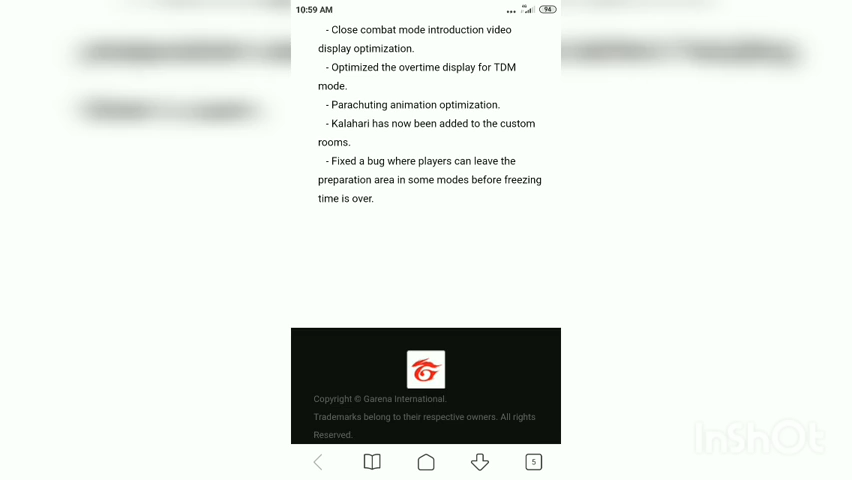 10:59 AM
4G
94
- Close combat mode introduction video
display optimization.
- Optimized the overtime display for TDM
mode.
- Parachuting animation optimization.
- Kalahari has now been added to the custom
rooms.
- Fixed a bug where players can leave the
preparation area in some modes before freezing
time is over.
Copyright © Garena International.
Trademarks belong to their respective owners. All rights
Reserved.
5
InShOt